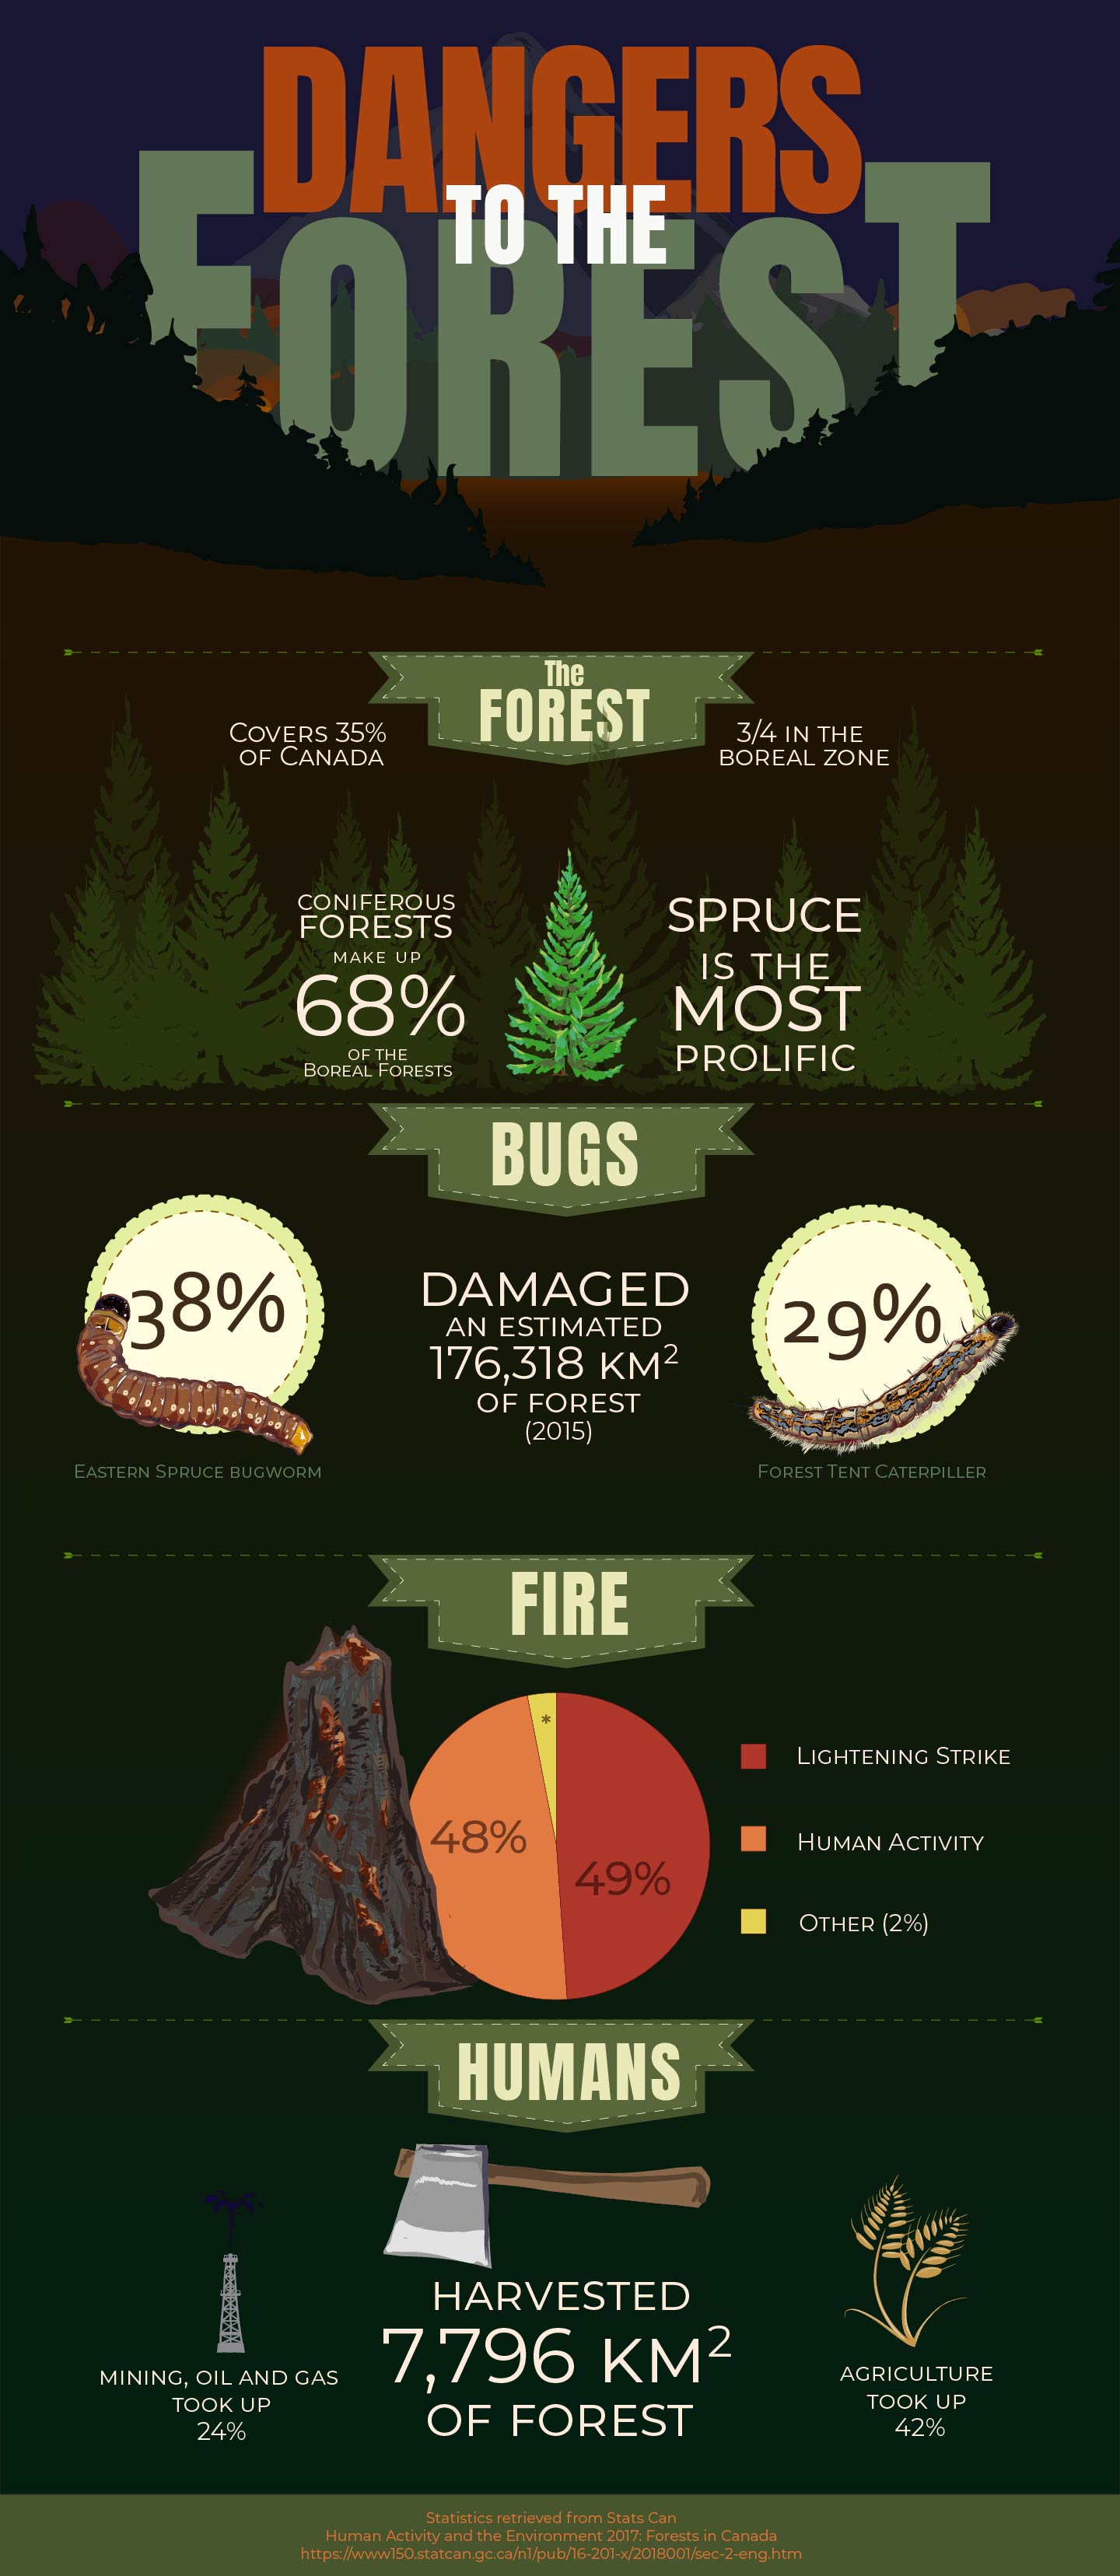 DANGERS
TO THE
FOREST
The
FOREST
COVERS 35%
OF CANADA
3/4 IN THE
BOREAL ZONE
CONIFEROUS
FORESTS
MAKE UP
68%
OF THE
BOREAL FORESTS
SPRUCE
IS THE
MOST
PROLIFIC
BUGS
38%
EASTERN SPRUCE BUGWORM
DAMAGED
AN ESTIMATED
176,318 KM²
OF FOREST
(2015)
29%
FOREST TENT CATERPILLER
FIRE
*
48%
49%
LIGHTENING STRIKE
HUMAN ACTIVITY
OTHER (2%)
HUMANS
MINING, OIL AND GAS
TOOK UP
24%
HARVESTED
7,796 KM²
OF FOREST
AGRICULTURE
TOOK UP
42%
Statistics retrieved from Stats Can
Human Activity and the Environment 2017: Forests in Canada
https://www150.statcan.gc.ca/n1/pub/16-201-x/2018001/sec-2-eng.htm